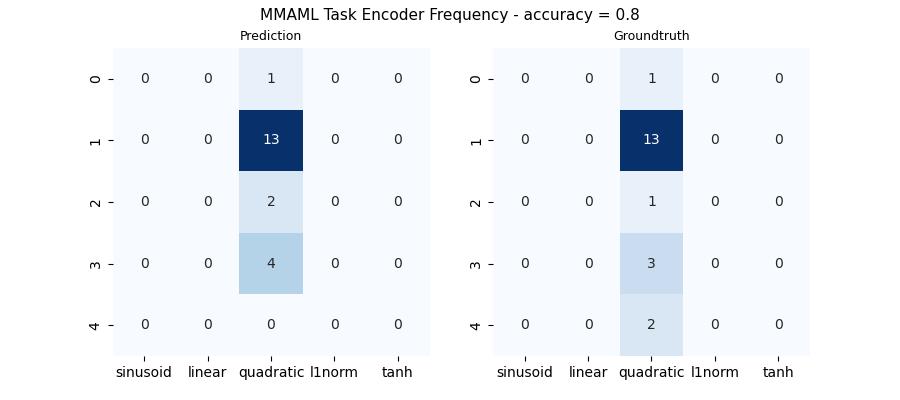 MMAML Task Encoder Frequency - accuracy = 0.8
Prediction
0 0 0 1 0 0
1 0 0 13 0 0
2 0 0 2 0 0
3 0 0 4 0 0
4 0 0 0 0 0
sinusoid linear quadratic l1norm tanh
Groundtruth
0 0 0 1 0 0
1 0 0 13 0 0
2 0 0 1 0 0
3 0 0 3 0 0
4 0 0 2 0 0
sinusoid linear quadratic l1norm tanh